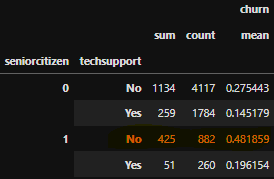 churn
sum count mean
seniorcitizen techsupport
0 No 1134 4117 0.275443
Yes 259 1784 0.145179
1 No 425 882 0.481859
Yes 51 260 0.196154